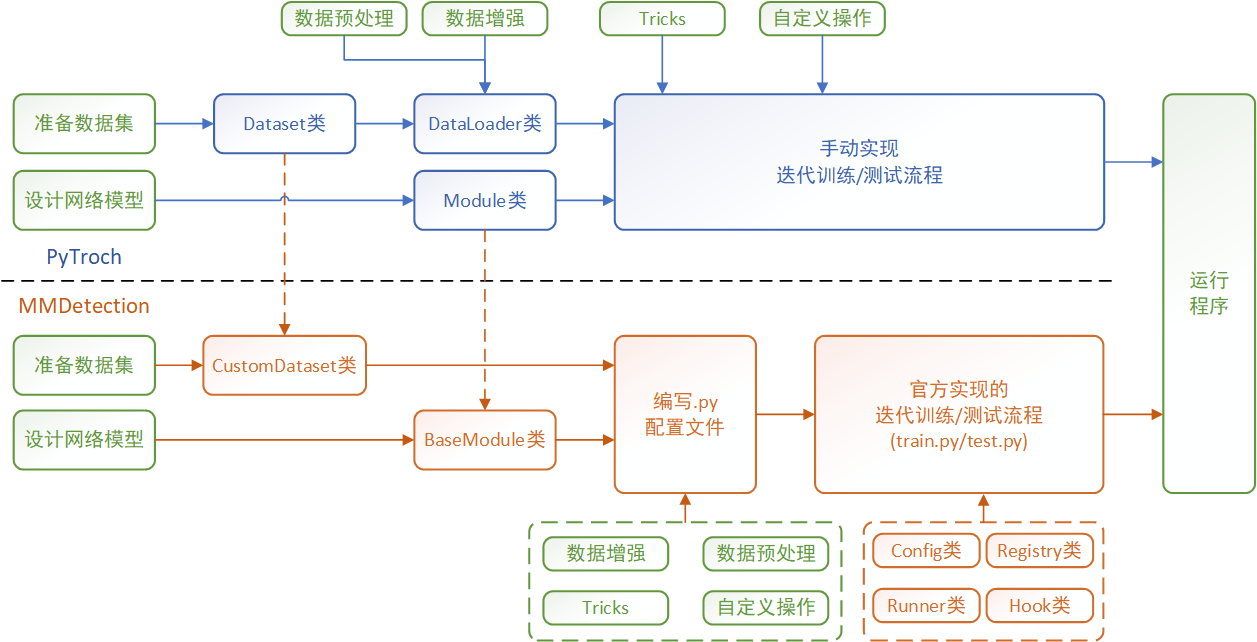 数据预处理
数据增强
Tricks
自定义操作
准备数据集
Dataset类
DataLoader类
手动实现
迭代训练/测试流程
设计网络模型
Module类
PyTroch
运行
程序
MMDetection
准备数据集
CustomDataset类
编写.py
配置文件
官方实现的
迭代训练/测试流程
(train.py/test.py)
设计网络模型
BaseModule类
数据增强
数据预处理
Tricks
自定义操作
Config类
Registry类
Runner类
Hook类